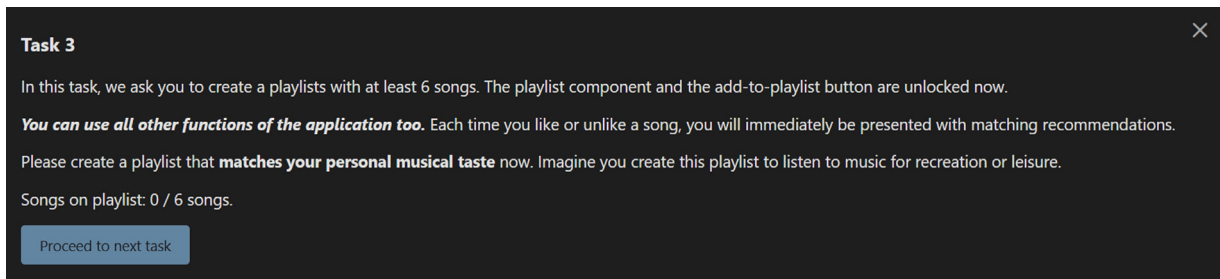 Task 3
In this task, we ask you to create a playlists with at least 6 songs. The playlist component and the add-to-playlist button are unlocked now.
You can use all other functions of the application too. Each time you like or unlike a song, you will immediately be presented with matching recommendations.
Please create a playlist that matches your personal musical taste now. Imagine you create this playlist to listen to music for recreation or leisure.
Songs on playlist: 0 / 6 songs.
Proceed to next task